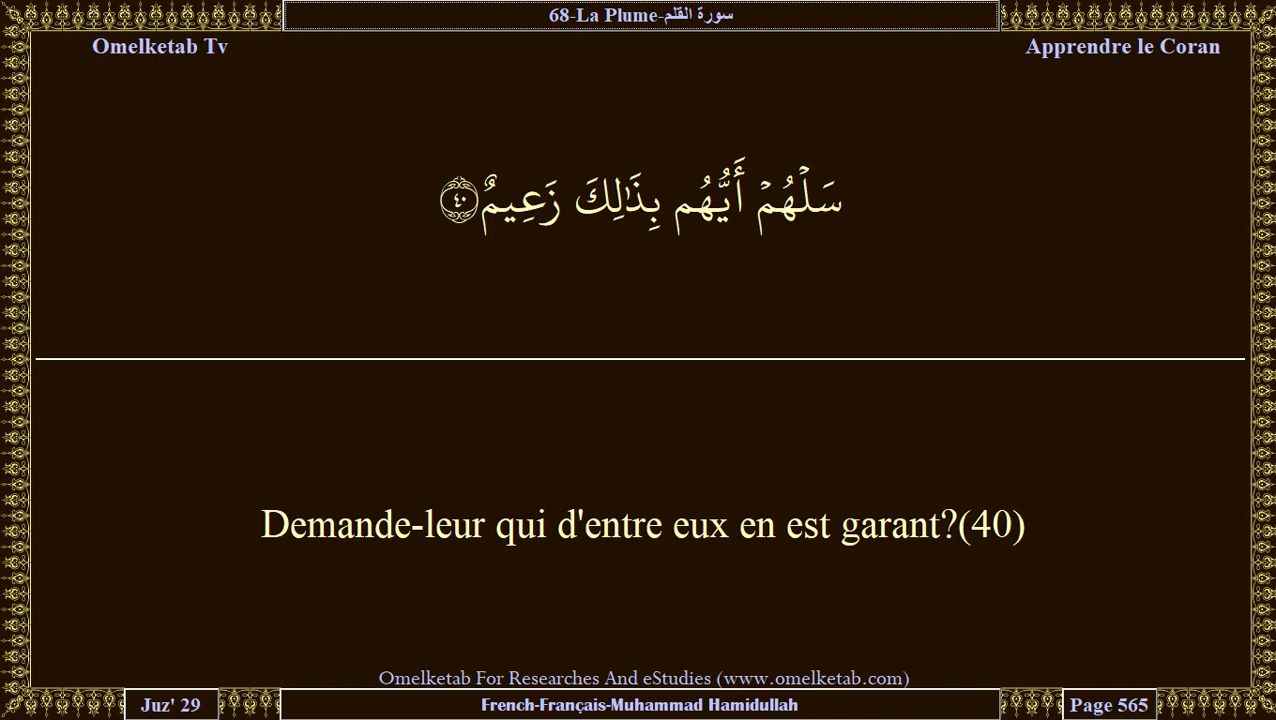 68-La Plume-سورة القلم
Omelketab Tv
Apprendre le Coran
سَلۡهُمۡ أَيُّهُم بِذَٰلِكَ زَعِيمٌ ٤٠
Demande-leur qui d'entre eux en est garant?(40)
Omelketab For Researches And eStudies (www.omelketab.com)
Juz' 29
French-Français-Muhammad Hamidullah
Page 565